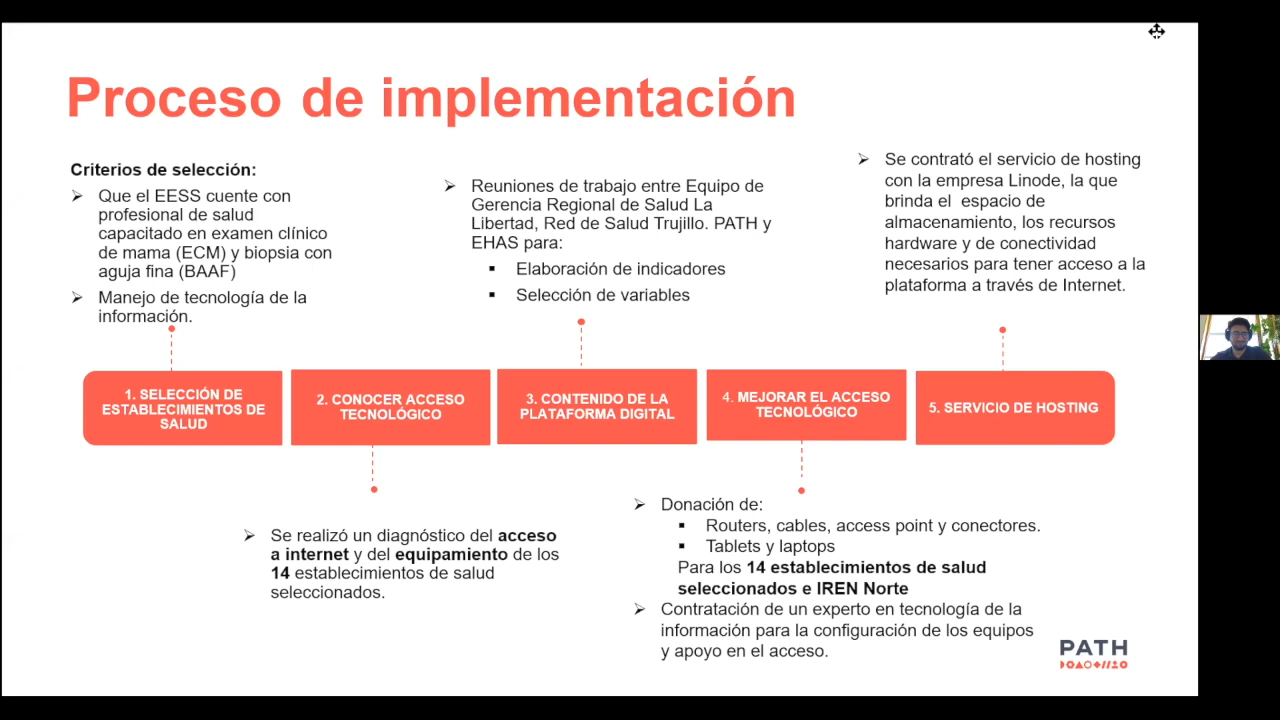 Proceso de implementación
Criterios de selección:
Que el EESS cuente con
profesional de salud
capacitado en examen clínico
de mama (ECM) y biopsia con
aguja fina (BAAF)
Manejo de tecnología de la
información.
Reuniones de trabajo entre Equipo de
Gerencia Regional de Salud La
Libertad, Red de Salud Trujillo. PATH y
EHAS para:
Elaboración de indicadores
Selección de variables
Se contrató el servicio de hosting
con la empresa Linode, la que
brinda el espacio de
almacenamiento, los recursos
hardware y de conectividad
necesarios para tener acceso a la
plataforma a través de Internet.
1. SELECCIÓN DE
ESTABLECIMIENTOS DE
SALUD
2. CONOCER ACCESO
TECNOLÓGICO
3. CONTENIDO DE LA
PLATAFORMA DIGITAL
4. MEJORAR EL ACCESO
TECNOLÓGICO
5. SERVICIO DE HOSTING
Se realizó un diagnóstico del acceso
a internet y del equipamiento de los
14 establecimientos de salud
seleccionados.
Donación de:
Routers, cables, access point y conectores.
Tablets y laptops
Para los 14 establecimientos de salud
seleccionados e IREN Norte
Contratación de un experto en tecnología de la
información para la configuración de los equipos
y apoyo en el acceso.
PATH